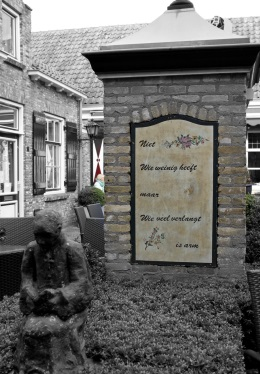 Niet
Wie weinig heeft
maar
Wie veel verlangt
is arm